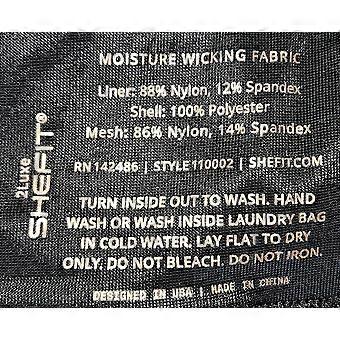 MOISTURE WICKING FABRIC
Liner: 88% Nylon, 12% Spandex
Shell: 100% Polyester
Mesh: 86% Nylon, 14% Spandex
RN 142486 | STYLE 110002 | SHEFIT.COM
TURN INSIDE OUT TO WASH. HAND
WASH OR WASH INSIDE LAUNDRY BAG
IN COLD WATER. LAY FLAT TO DRY
ONLY. DO NOT BLEACH. DO NOT IRON.
DESIGNED IN USA | MADE IN CHINA
2Luxe
SHEFIT®